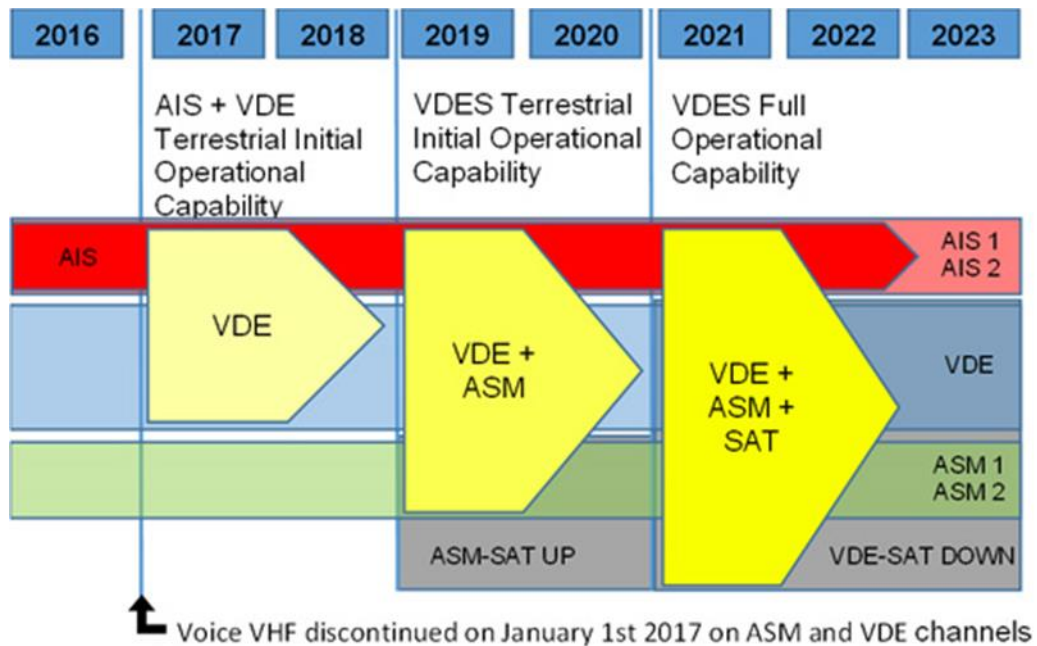 2016 2017 2018 2019 2020 2021 2022 2023
AIS + VDE
Terrestrial Initial
Operational
Capability
VDES Terrestrial
Initial Operational
Capability
VDES Full
Operational
Capability
AIS
AIS 1
AIS 2
VDE
VDE +
ASM
VDE +
ASM +
SAT
VDE
ASM 1
ASM 2
ASM-SAT UP
VDE-SAT DOWN
Voice VHF discontinued on January 1st 2017 on ASM and VDE channels